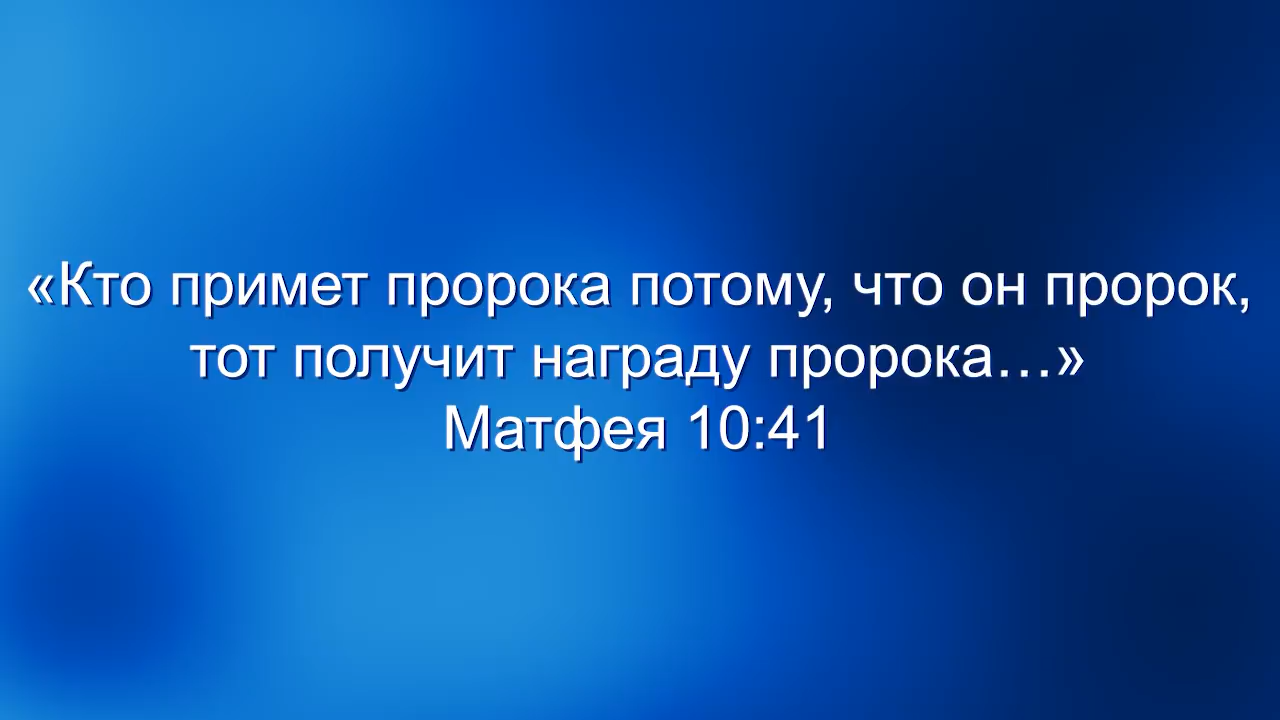 «Кто примет пророка потому, что он пророк,
тот получит награду пророка…»
Матфея 10:41